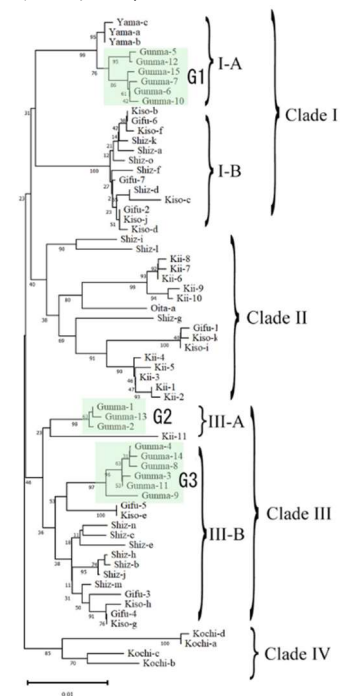 Yama-c
Yama-a
Yama-b
Gunma-5
Gunma-12
Gunma-15
Gunma-7
Gunma-6
Gunma-10
G1
I-A
Kiso-b
Gifu-6
Kiso-f
Shiz-k
Shiz-a
Shiz-o
Shiz-f
Gifu-7
Shiz-d
Kiso-c
Gifu-2
Kiso-j
Kiso-d
I-B
Clade I
Shiz-i
Shiz-l
Kii-8
Kii-7
Kii-6
Kii-9
Kii-10
Oita-a
Shiz-g
Gifu-1
Kiso-k
Kiso-i
Kii-4
Kii-5
Kii-3
Kii-1
Kii-2
Clade II
Gunma-1
Gunma-13
Gunma-2
G2
III-A
Kii-11
Gunma-4
Gunma-14
Gunma-8
Gunma-3
Gunma-11
Gunma-9
G3
Gifu-5
Kiso-e
Shiz-n
Shiz-c
Shiz-e
Shiz-h
Shiz-b
Shiz-j
Shiz-m
Gifu-3
Kiso-h
Gifu-4
Kiso-g
III-B
Clade III
Kochi-d
Kochi-a
Kochi-c
Kochi-b
Clade IV
0.01